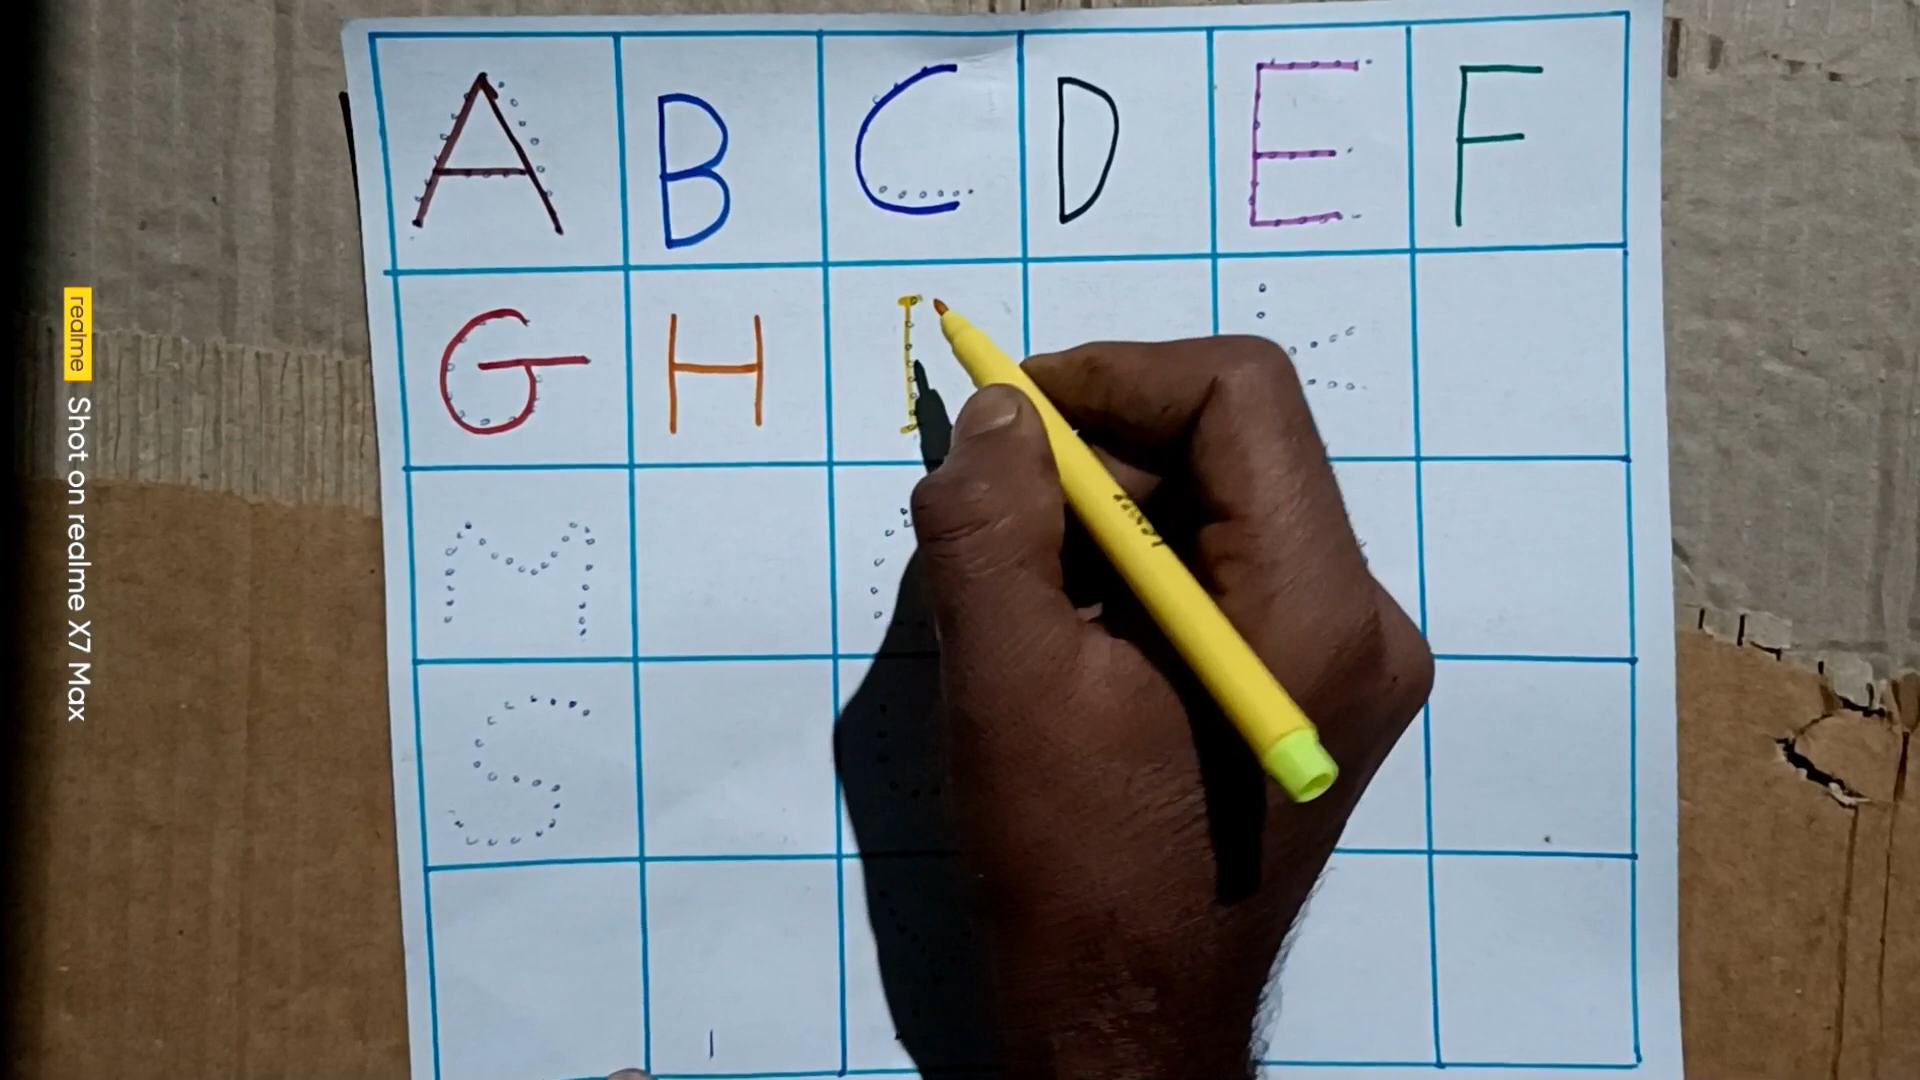 A B C D E F
G H I K
M
S
realme
Shot on realme X7 Max